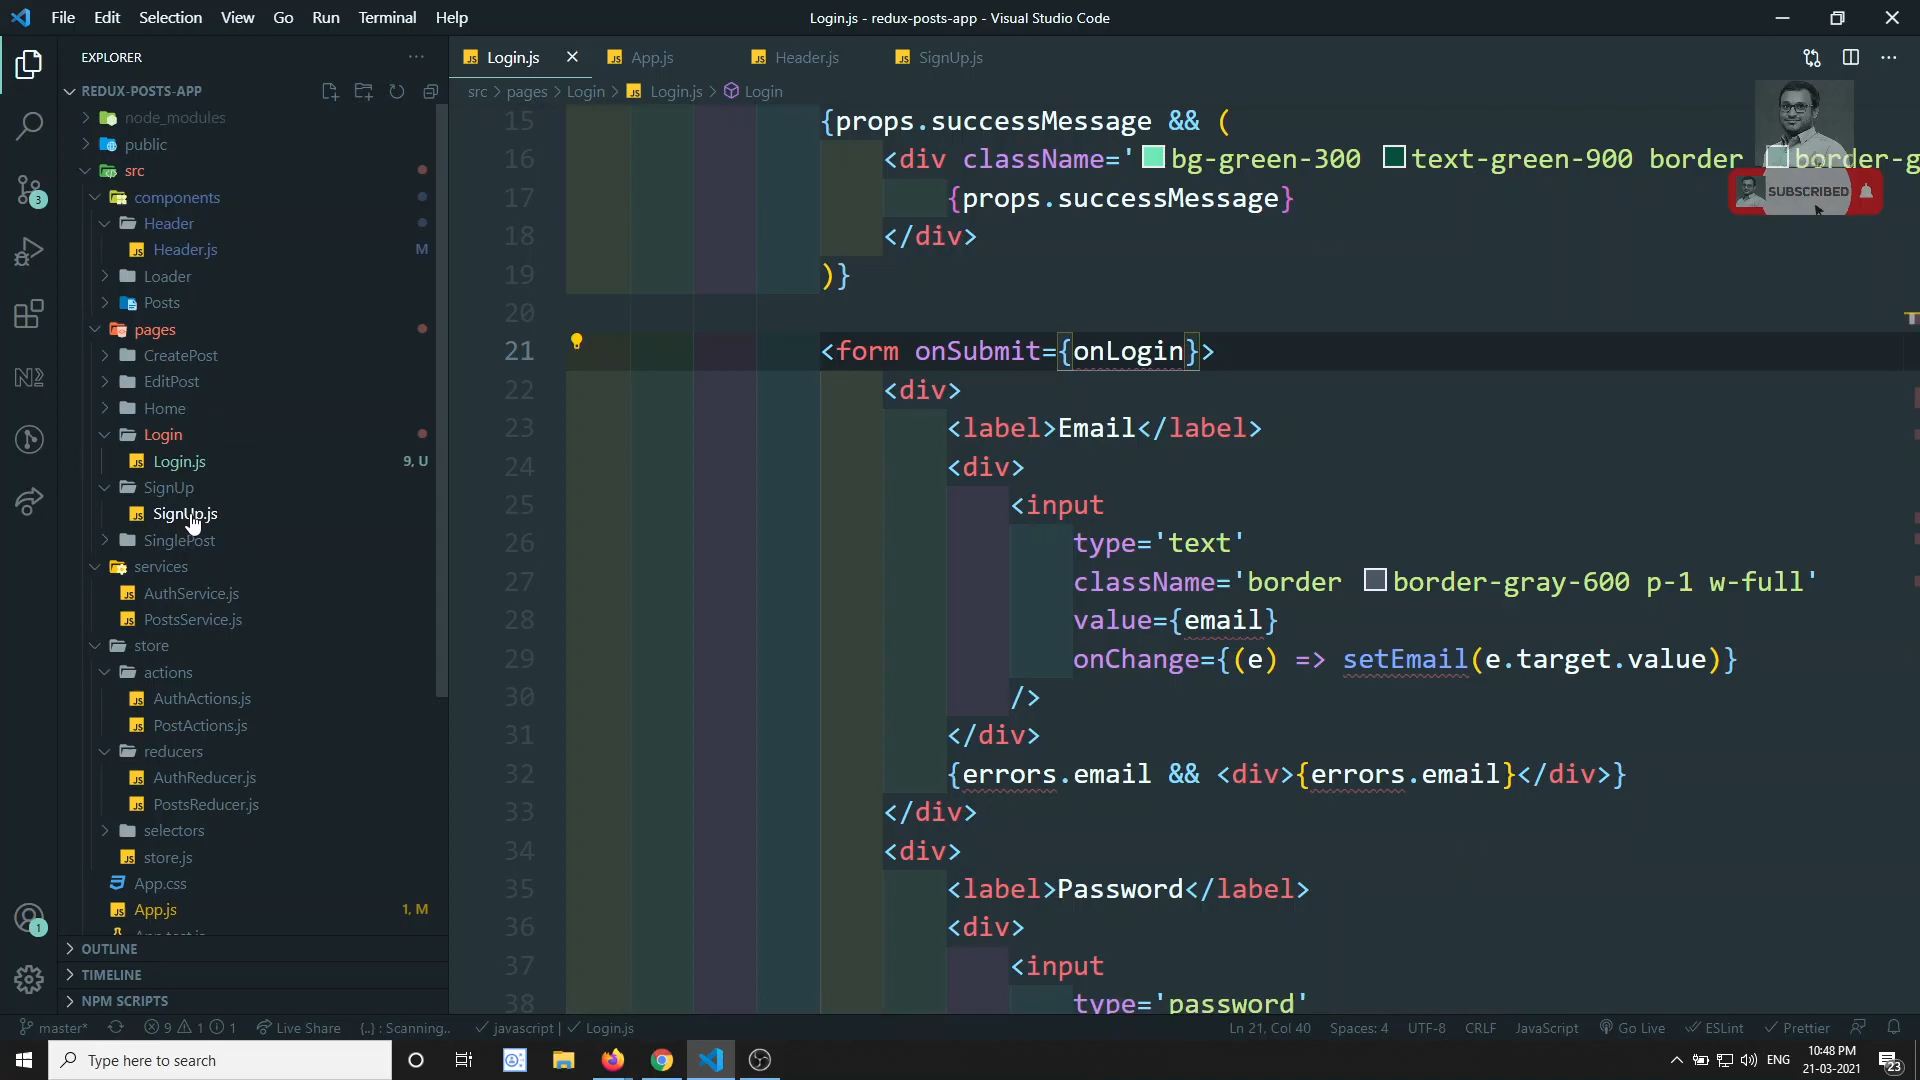 File Edit Selection View Go Run Terminal Help
Login.js - redux-posts-app - Visual Studio Code
EXPLORER
REDUX-POSTS-APP
node_modules
public
src
components
Header
Header.js M
Loader
Posts
pages
CreatePost
EditPost
Home
Login
Login.js 9, U
SignUp
SignUp.js
SinglePost
services
AuthService.js
PostsService.js
store
actions
AuthActions.js
PostActions.js
reducers
AuthReducer.js
PostsReducer.js
selectors
store.js
App.css
App.js 1, M
OUTLINE
TIMELINE
NPM SCRIPTS
3
1
Login.js App.js Header.js SignUp.js
src > pages > Login > Login.js > Login
15 {props.successMessage && (
16 <div className='bg-green-300 text-green-900 border border-g
17 {props.successMessage}
18 </div>
19 )}
20
21 <form onSubmit={onLogin}>
22 <div>
23 <label>Email</label>
24 <div>
25 <input
26 type='text'
27 className='border border-gray-600 p-1 w-full'
28 value={email}
29 onChange={(e) => setEmail(e.target.value)}
30 />
31 </div>
32 {errors.email && <div>{errors.email}</div>}
33 </div>
34 <div>
35 <label>Password</label>
36 <div>
37 <input
38 type='password'
SUBSCRIBED
master* 9 1 1 Live Share {..} : Scanning.. javascript | Login.js
Ln 21, Col 40 Spaces: 4 UTF-8 CRLF JavaScript Go Live ESLint Prettier
Type here to search
ENG
10:48 PM
21-03-2021
23